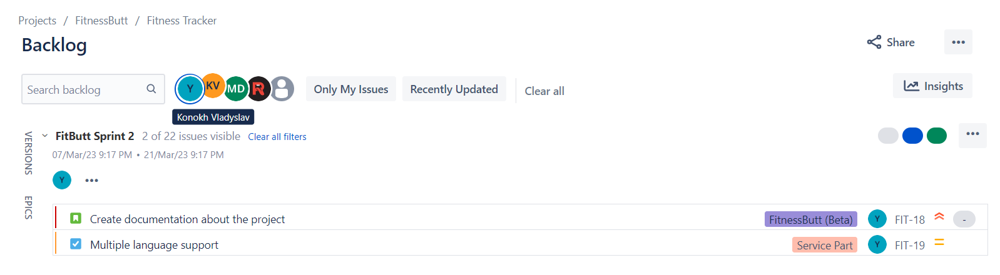 Projects / FitnessButt / Fitness Tracker
Backlog
Share
Search backlog
Y KV MD R
Only My Issues
Recently Updated
Clear all
Insights
Konokh Vladyslav
VERSIONS
FitButt Sprint 2 2 of 22 issues visible Clear all filters
07/Mar/23 9:17 PM • 21/Mar/23 9:17 PM
Y
EPICS
Create documentation about the project FitnessButt (Beta) Y FIT-18 -
Multiple language support Service Part Y FIT-19